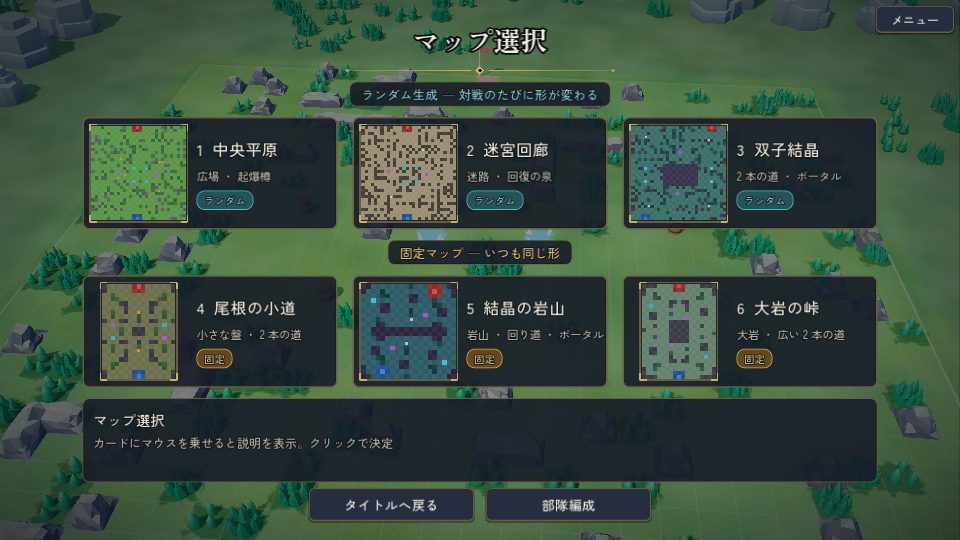 メニュー
マップ選択
ランダム生成 — 対戦のたびに形が変わる
1 中央平原
広場 ・ 起爆樽
ランダム
2 迷宮回廊
迷路 ・ 回復の泉
ランダム
3 双子結晶
2本の道 ・ ポータル
ランダム
固定マップ — いつも同じ形
4 尾根の小道
小さな盤 ・ 2本の道
固定
5 結晶の岩山
岩山 ・ 回り道 ・ ポータル
固定
6 大岩の峠
大岩 ・ 広い2本の道
固定
マップ選択
カードにマウスを乗せると説明を表示。クリックで決定
タイトルへ戻る
部隊編成